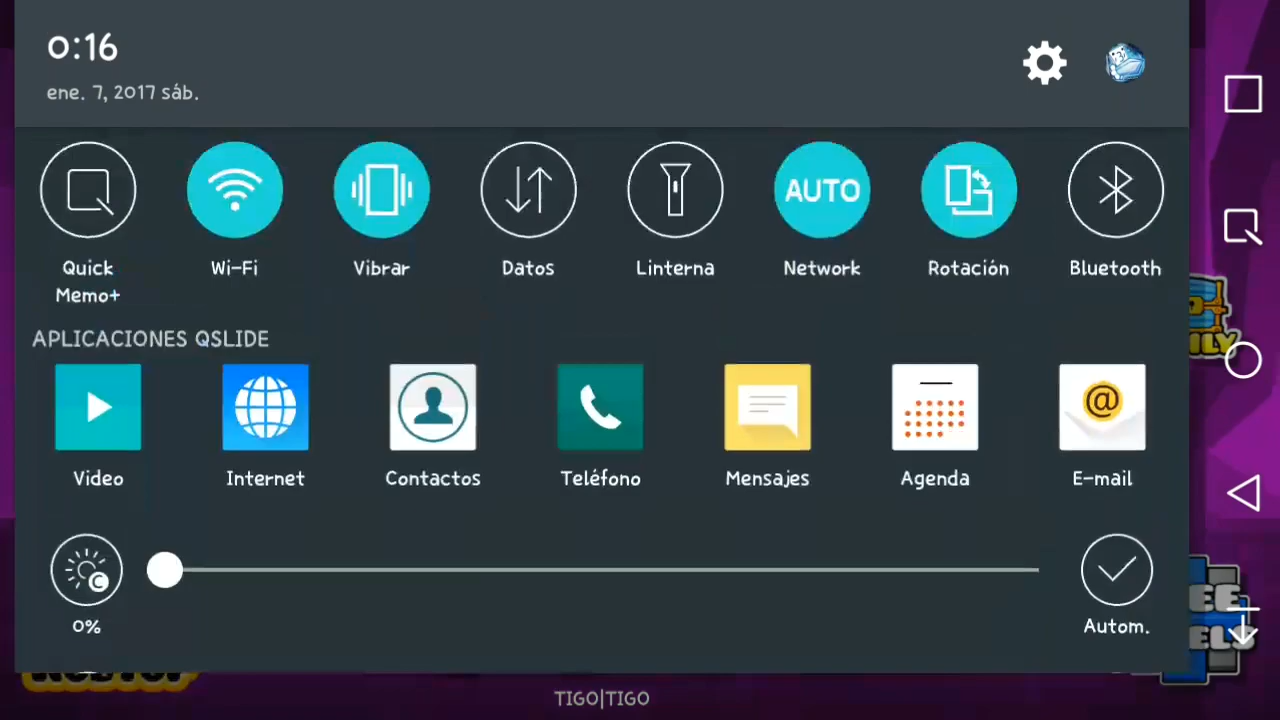 0:16
ene. 7, 2017 sáb.
AUTO
Quick Memo+
Wi-Fi
Vibrar
Datos
Linterna
Network
Rotación
Bluetooth
APLICACIONES QSLIDE
@
Video
Internet
Contactos
Teléfono
Mensajes
Agenda
E-mail
C
0%
Autom.
TIGO|TIGO